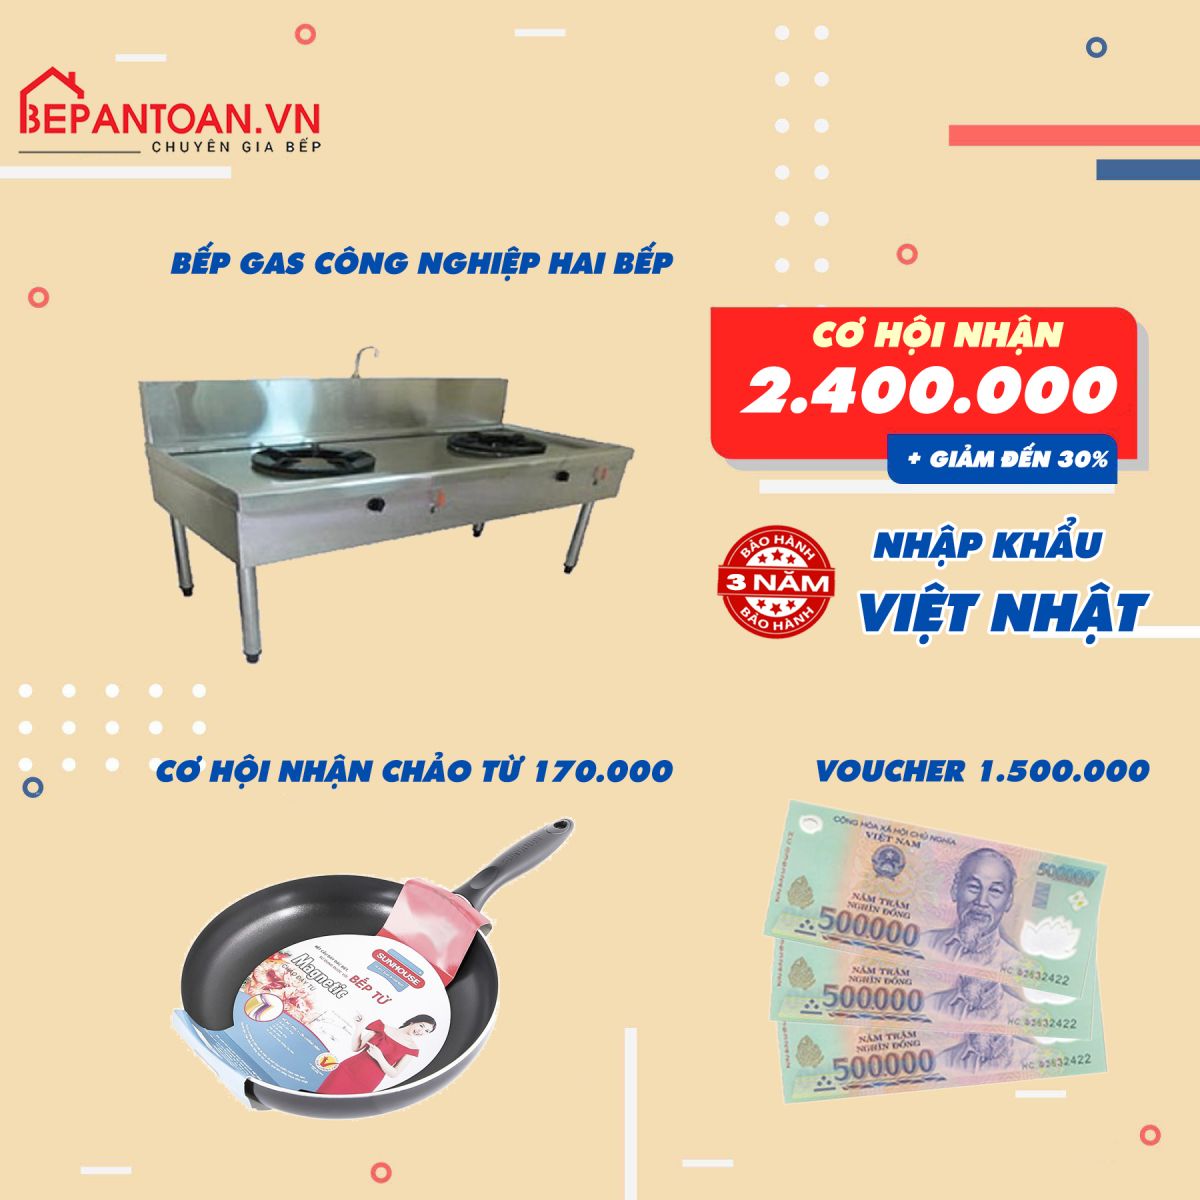 BEPANTOAN.VN
CHUYÊN GIA BẾP
BẾP GAS CÔNG NGHIỆP HAI BẾP
CƠ HỘI NHẬN
2.400.000
+ GIẢM ĐẾN 30%
BẢO HÀNH
3 NĂM
BẢO HÀNH
NHẬP KHẨU
VIỆT NHẬT
CƠ HỘI NHẬN CHẢO TỪ 170.000
VOUCHER 1.500.000
SUNHOUSE
BẾP TỪ
Magnetic
CHẢO ĐÁY TỪ
CỘNG HÒA XÃ HỘI CHỦ NGHĨA
VIỆT NAM
500000
NĂM TRĂM
NGHÌN ĐỒNG
500000
NĂM TRĂM
NGHÌN ĐỒNG
500000
NĂM TRĂM
NGHÌN ĐỒNG
500000